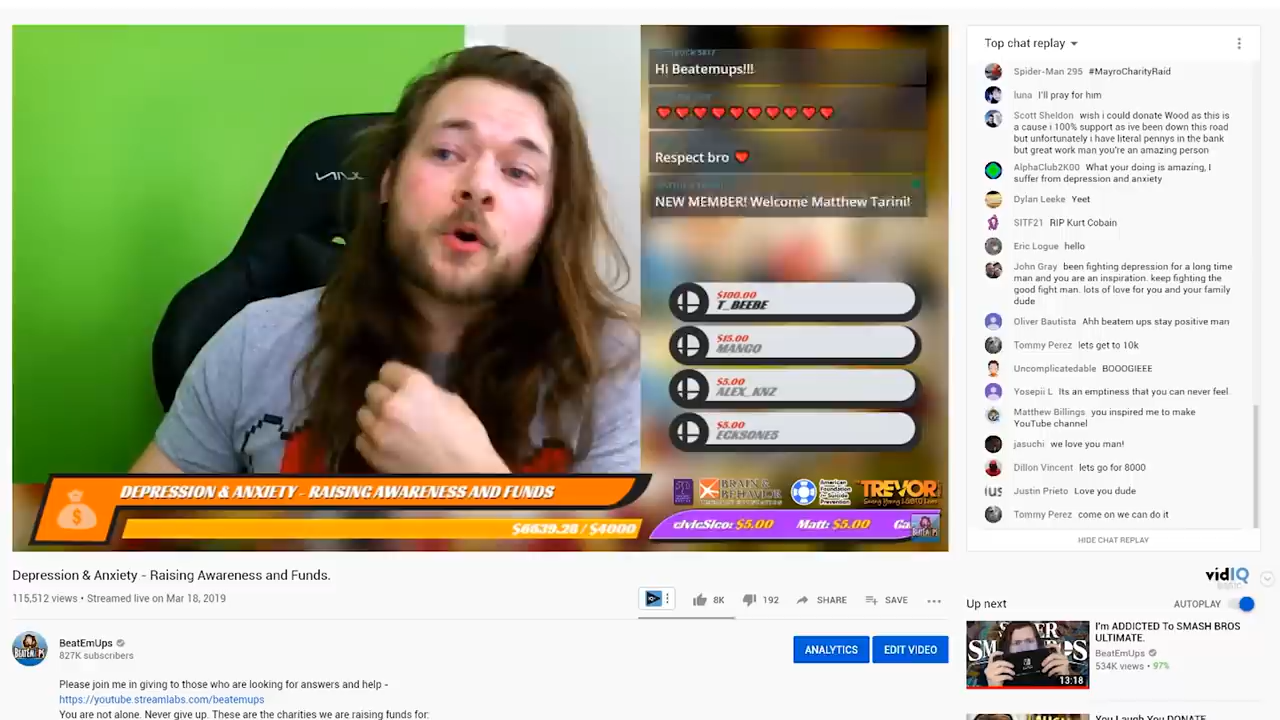 Hi Beatemups!!!
Respect bro
NEW MEMBER! Welcome Matthew Tarini!
$100.00
T_BEEBE
$15.00
MANGO
$5.00
ALEX_KNZ
$5.00
ECKSONE5
DEPRESSION & ANXIETY - RAISING AWARENESS AND FUNDS
$6639.28 / $4000
BRAIN &
BEHAVIOR
American
Foundation
for Suicide
Prevention
TREVOR
civicSlco: $5.00 Matt: $5.00 Ga
Top chat replay
Spider-Man 295 #MayroCharityRaid
luna I'll pray for him
Scott Sheldon wish i could donate Wood as this is
a cause i 100% support as ive been down this road
but unfortunately i have literal pennys in the bank
but great work man you're an amazing person
AlphaClub2K00 What your doing is amazing, I
suffer from depression and anxiety
Dylan Leeke Yeet
SITF21 RIP Kurt Cobain
Eric Logue hello
John Gray been fighting depression for a long time
man and you are an inspiration. keep fighting the
good fight man. lots of love for you and your family
dude
Oliver Bautista Ahh beatem ups stay positive man
Tommy Perez lets get to 10k
Uncomplicatedable BOOOGIEEE
Yosepii L Its an emptiness that you can never feel
Matthew Billings you inspired me to make
YouTube channel
jasuchi we love you man!
Dillon Vincent lets go for 8000
Justin Prieto Love you dude
Tommy Perez come on we can do it
HIDE CHAT REPLAY
Depression & Anxiety - Raising Awareness and Funds.
115,512 views • Streamed live on Mar 18, 2019
8K
192
SHARE
SAVE
BeatEmUps
827K subscribers
ANALYTICS
EDIT VIDEO
Please join me in giving to those who are looking for answers and help -
https://youtube.streamlabs.com/beatemups
You are not alone. Never give up. These are the charities we are raising funds for:
vidIQ
Up next
AUTOPLAY
I'm ADDICTED To SMASH BROS
ULTIMATE.
BeatEmUps
534K views • 97%
13:18
You Laugh You DONATE